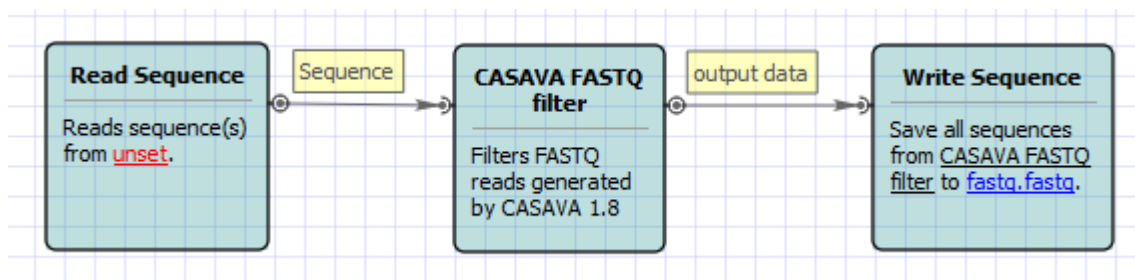 Read Sequence
Reads sequence(s)
from unset.
Sequence
CASAVA FASTQ
filter
Filters FASTQ
reads generated
by CASAVA 1.8
output data
Write Sequence
Save all sequences
from CASAVA FASTQ
filter to fastq.fastq.